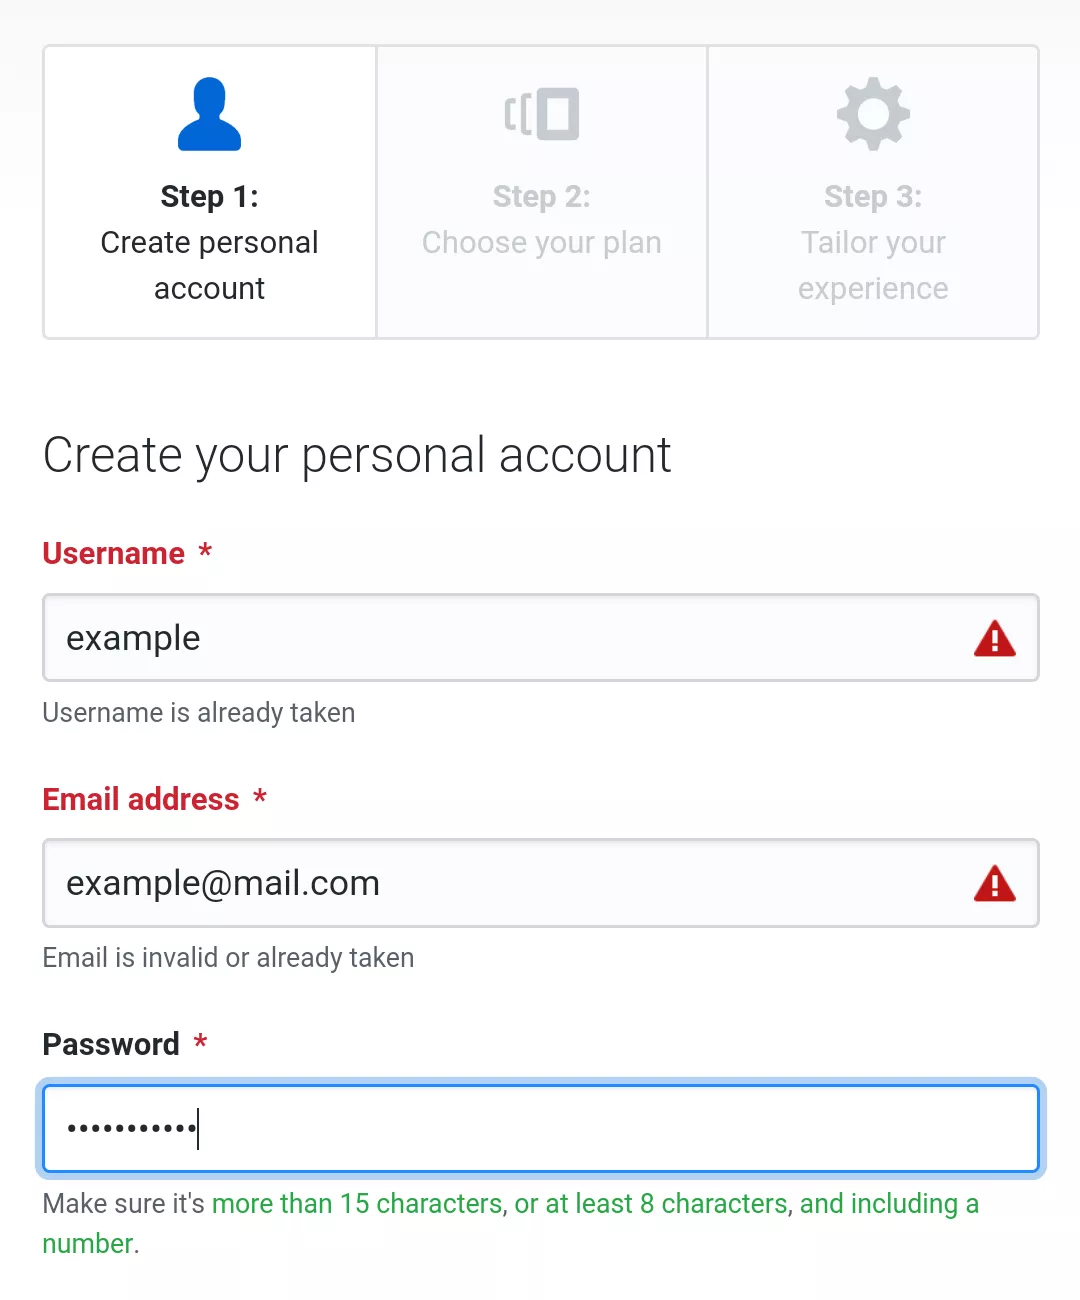 Step 1:
Create personal
account
Step 2:
Choose your plan
Step 3:
Tailor your
experience
Create your personal account
Username *
example
Username is already taken
Email address *
example@mail.com
Email is invalid or already taken
Password *
•••••••••••
Make sure it's more than 15 characters, or at least 8 characters, and including a
number.